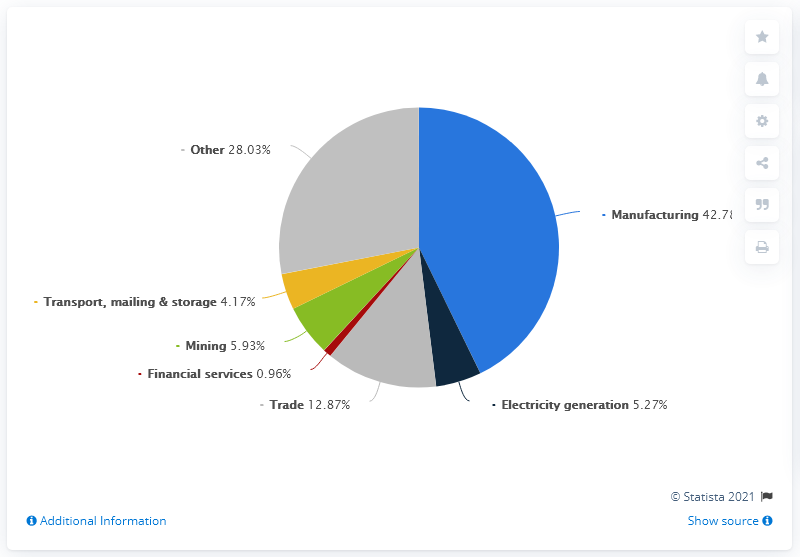 Other 28.03%
Manufacturing 42.78
Transport, mailing & storage 4.17%
Mining 5.93%
Financial services 0.96%
Trade 12.87%
Electricity generation 5.27%
© Statista 2021
Additional Information
Show source